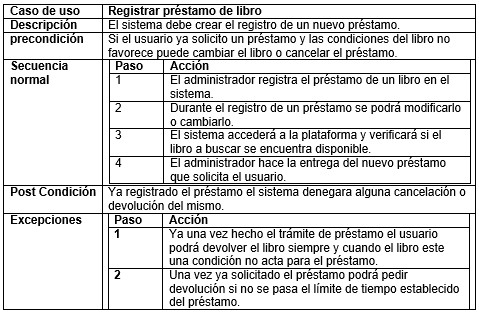 Caso de uso Registrar préstamo de libro
Descripción El sistema debe crear el registro de un nuevo préstamo.
precondición Si el usuario ya solicito un préstamo y las condiciones del libro no
favorece puede cambiar el libro o cancelar el préstamo.
Secuencia normal
Paso Acción
1 El administrador registra el préstamo de un libro en el
sistema.
2 Durante el registro de un préstamo se podrá modificarlo
o cambiarlo.
3 El sistema accederá a la plataforma y verificará si el
libro a buscar se encuentra disponible.
4 El administrador hace la entrega del nuevo préstamo
que solicita el usuario.
Post Condición Ya registrado el préstamo el sistema denegara alguna cancelación o
devolución del mismo.
Excepciones Paso Acción
1 Ya una vez hecho el trámite de préstamo el usuario
podrá devolver el libro siempre y cuando el libro este
una condición no acta para el préstamo.
2 Una vez ya solicitado el préstamo podrá pedir
devolución si no se pasa el límite de tiempo establecido
del préstamo.